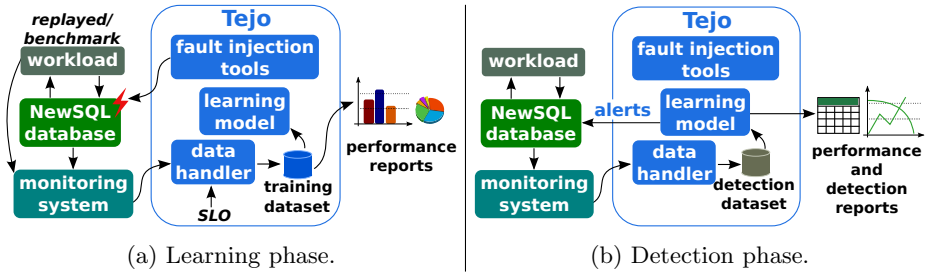 replayed/
benchmark
workload
NewSQL
database
monitoring
system
Tejo
fault injection
tools
learning
model
data
handler
SLO
training
dataset
performance
reports
(a) Learning phase.
workload
NewSQL
database
monitoring
system
alerts
Tejo
fault injection
tools
learning
model
data
handler
detection
dataset
performance
and
detection
reports
(b) Detection phase.